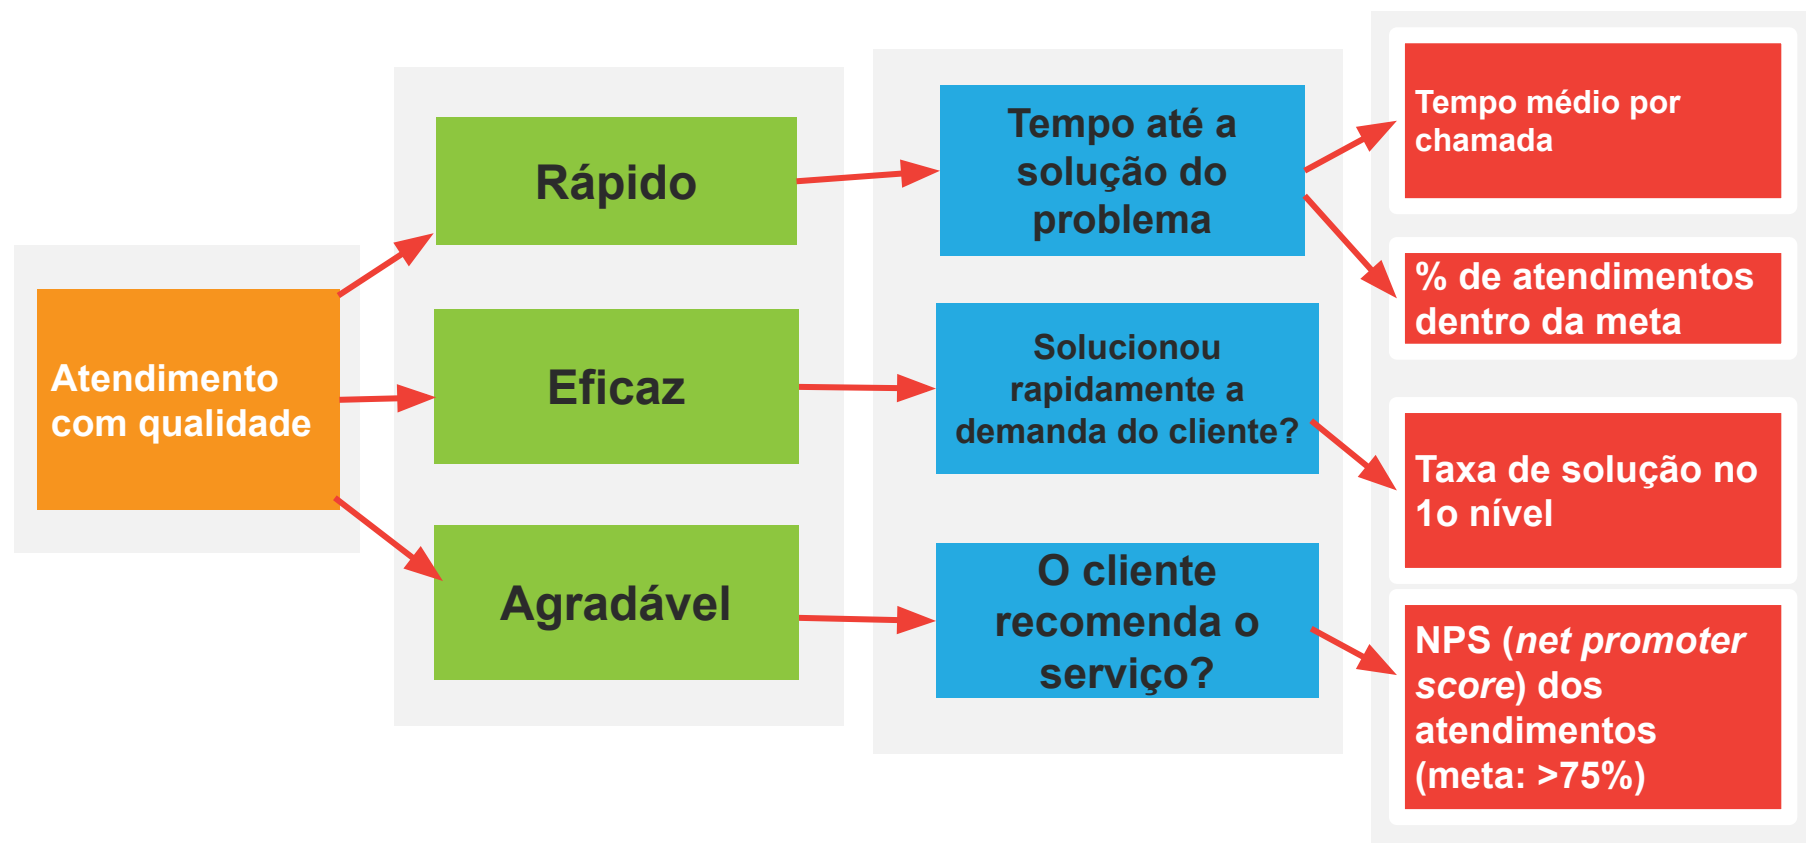 Atendimento
com qualidade
Rápido
Eficaz
Agradável
Tempo até a
solução do
problema
Solucionou
rapidamente a
demanda do cliente?
O cliente
recomenda o
serviço?
Tempo médio por
chamada
% de atendimentos
dentro da meta
Taxa de solução no
1o nível
NPS (net promoter
score) dos
atendimentos
(meta: >75%)